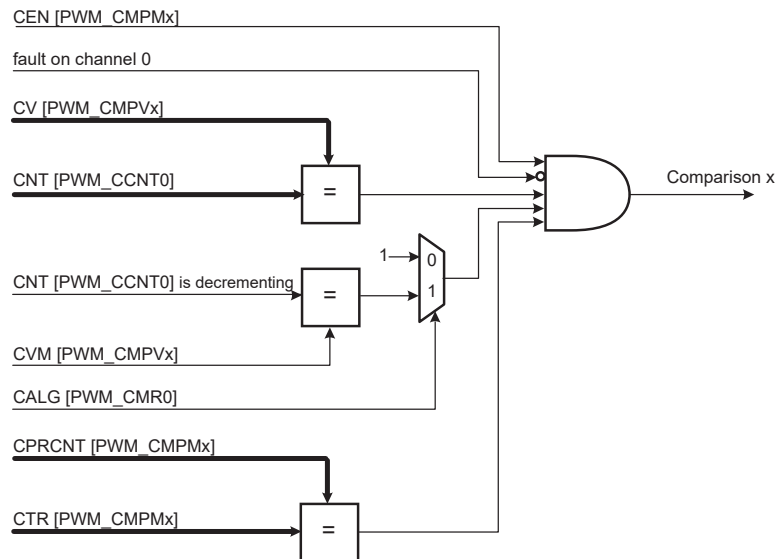 CEN [PWM_CMPMx]
fault on channel 0
CV [PWM_CMPVx]
CNT [PWM_CCNT0]
=
Comparison x
1
0
CNT [PWM_CCNT0] is decrementing
=
1
CVM [PWM_CMPVx]
CALG [PWM_CMR0]
CPRCNT [PWM_CMPMx]
CTR [PWM_CMPMx]
=